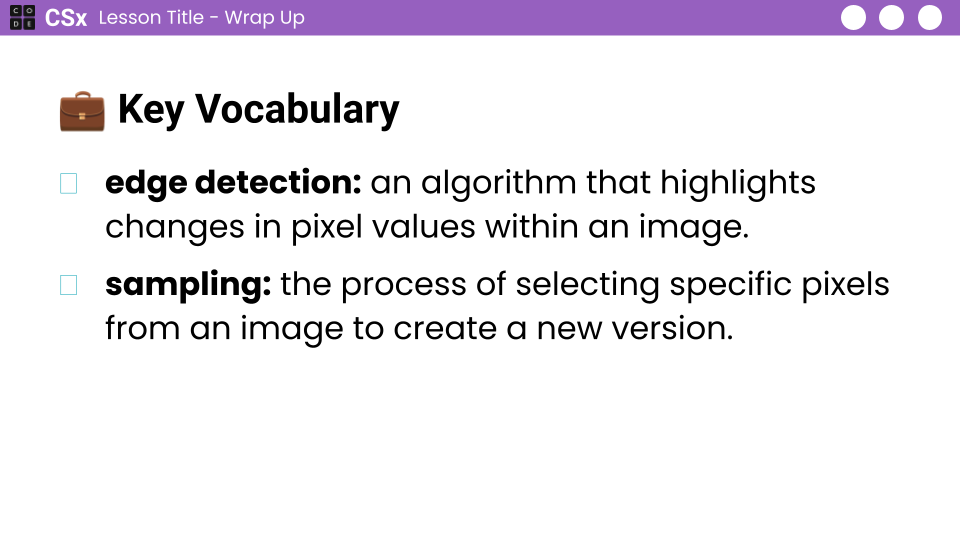 CODE CSx Lesson Title - Wrap Up
💼 Key Vocabulary
edge detection: an algorithm that highlights
changes in pixel values within an image.
sampling: the process of selecting specific pixels
from an image to create a new version.